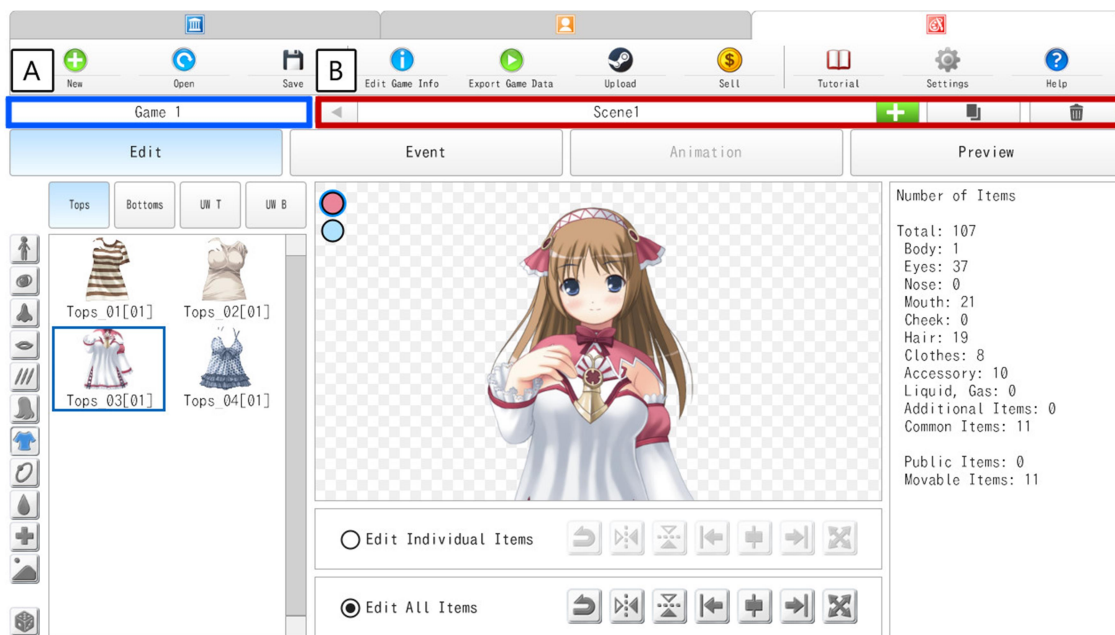 A
New
Open
Save
B
Edit Game Info
Export Game Data
Upload
Sell
Tutorial
Settings
Help
Game 1
Scene1
Edit
Event
Animation
Preview
Tops
Bottoms
UW T
UW B
Tops_01[01]
Tops_02[01]
Tops_03[01]
Tops_04[01]
Edit Individual Items
Edit All Items
Number of Items
Total: 107
Body: 1
Eyes: 37
Nose: 0
Mouth: 21
Cheek: 0
Hair: 19
Clothes: 8
Accessory: 10
Liquid, Gas: 0
Additional Items: 0
Common Items: 11
Public Items: 0
Movable Items: 11